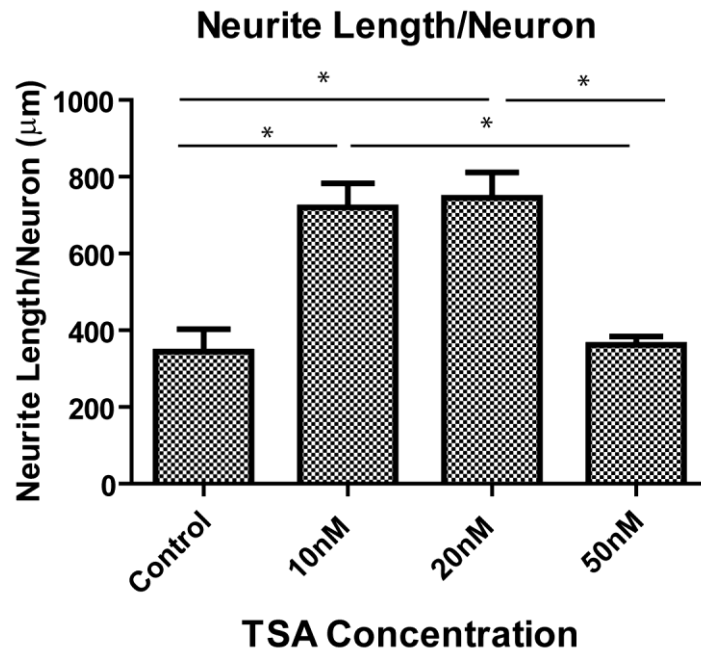 Neurite Length/Neuron
*
*
*
*
Neurite Length/Neuron (μm)
1000
800
600
400
200
0
Control
10nM
20nM
50nM
TSA Concentration